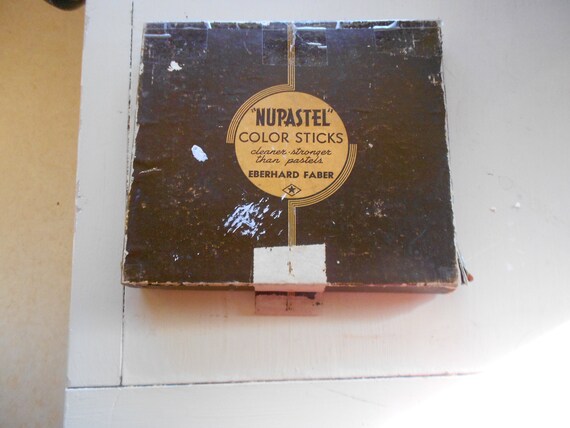 "NUPASTEL"
COLOR STICKS
cleaner-stronger
than pastels
EBERHARD FABER